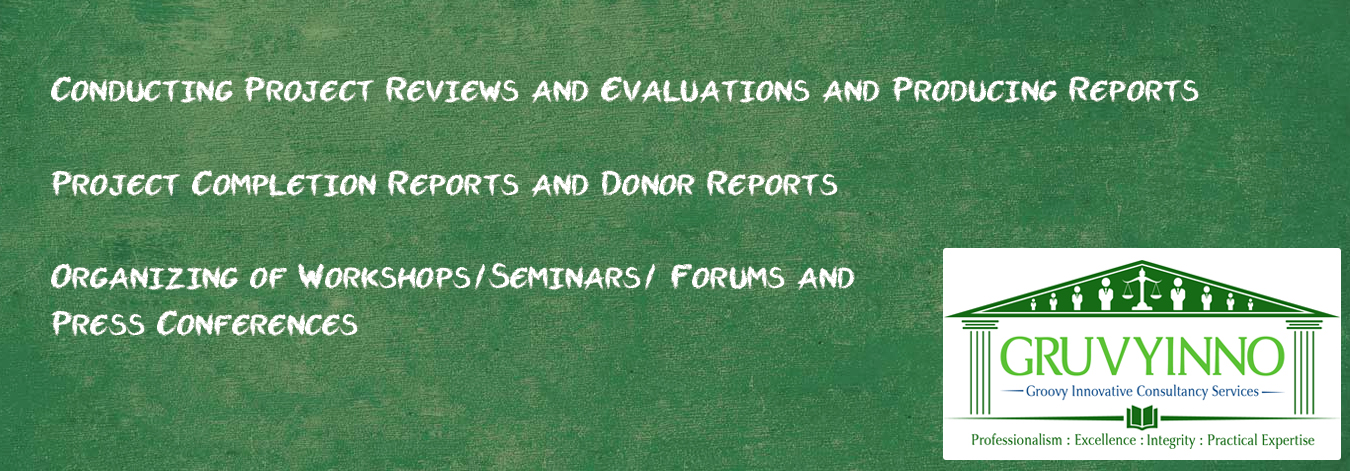 Conducting Project Reviews and Evaluations and Producing Reports
Project Completion Reports and Donor Reports
Organizing of Workshops/Seminars/ Forums and
Press Conferences
GRUVYINNO
Groovy Innovative Consultancy Services
Professionalism : Excellence : Integrity : Practical Expertise